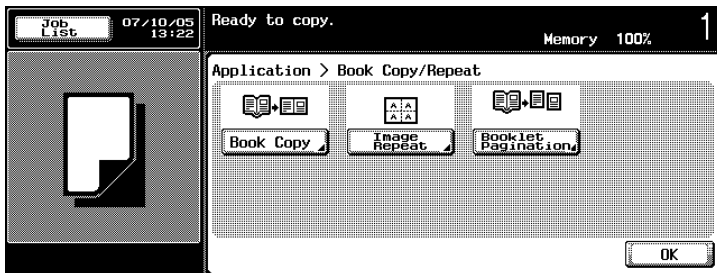 Job List
07/10/05
13:22
Ready to copy.
Memory 100%
1
Application > Book Copy/Repeat
A A
A A
Book Copy
Image Repeat
Booklet Pagination
OK